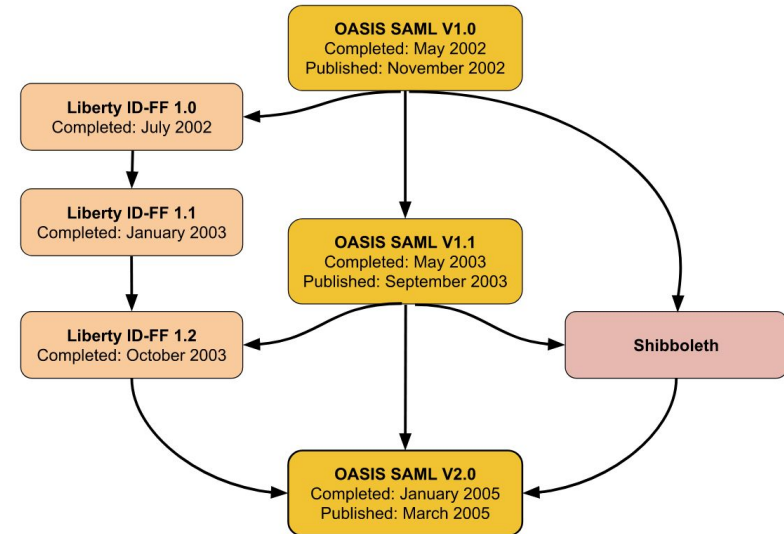 OASIS SAML V1.0
Completed: May 2002
Published: November 2002
Liberty ID-FF 1.0
Completed: July 2002
Liberty ID-FF 1.1
Completed: January 2003
OASIS SAML V1.1
Completed: May 2003
Published: September 2003
Liberty ID-FF 1.2
Completed: October 2003
Shibboleth
OASIS SAML V2.0
Completed: January 2005
Published: March 2005